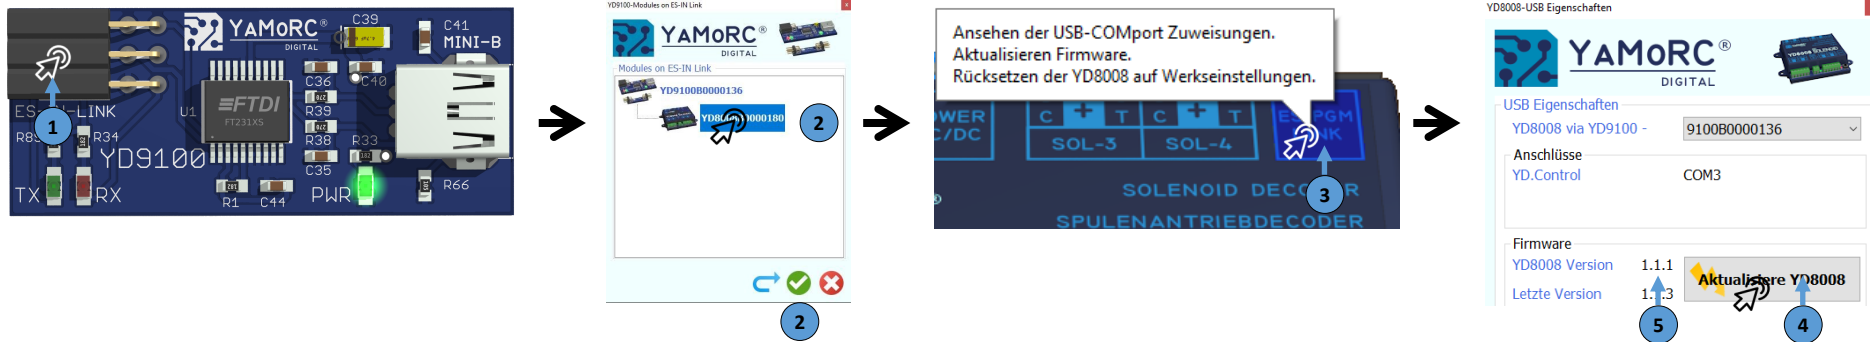 C39
C41
MINI-B
YAMORC®
DIGITAL
C36
C40
R39
R38
C35
R33
ES-IN-LINK
U1
FTDI
FT231XS
1
R34
YD9100
TX
RX
R1
C44
PWR
R66
YD9100-Modules on ES-IN Link
YAMORC®
DIGITAL
Modules on ES-IN Link
YD9100B0000136
2
2
Ansehen der USB-COMport Zuweisungen.
Aktualisieren Firmware.
Rücksetzen der YD8008 auf Werkseinstellungen.
C + T C + T
SOL-3 SOL-4
3
SOLENOID
SPULENANTRIEBDECODER
YD8008-USB Eigenschaften
YAMORC®
DIGITAL
USB Eigenschaften
YD8008 via YD9100 - 9100B0000136
Anschlüsse
YD.Control COM3
Firmware
YD8008 Version 1.1.1
Aktualisiere YD8008
Letzte Version
5
4